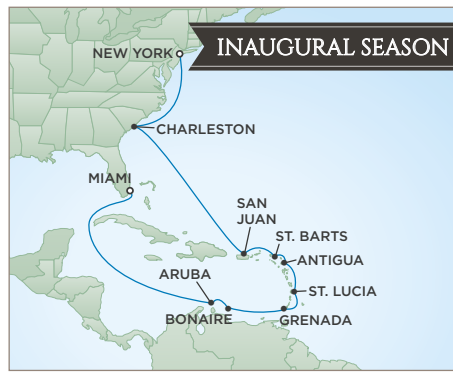 INAUGURAL SEASON
NEW YORK
CHARLESTON
MIAMI
SAN
JUAN
ST. BARTS
ANTIGUA
ARUBA
ST. LUCIA
BONAIRE
GRENADA